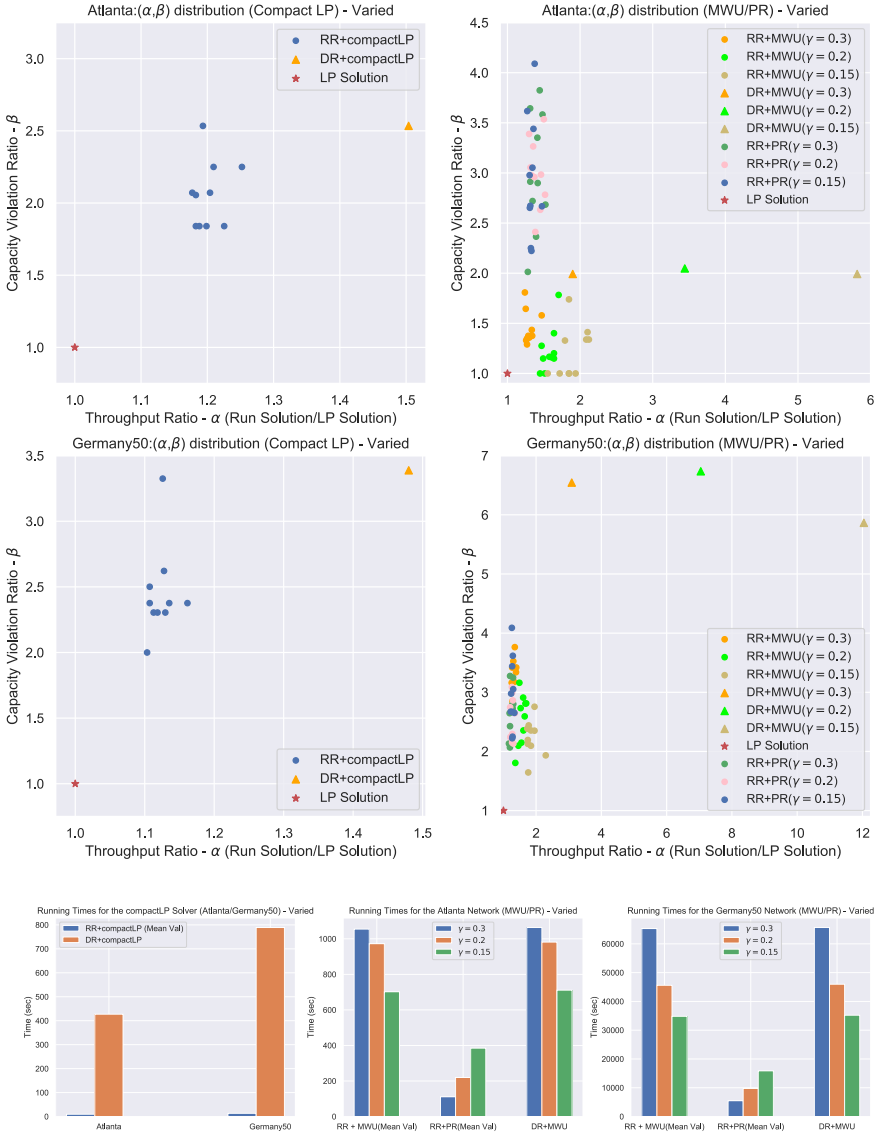 Atlanta:(α,β) distribution (Compact LP) - Varied
Capacity Violation Ratio - β
3.0
2.5
2.0
1.5
1.0
RR+compactLP
DR+compactLP
LP Solution
1.0 1.1 1.2 1.3 1.4 1.5
Throughput Ratio - α (Run Solution/LP Solution)
Atlanta:(α,β) distribution (MWU/PR) - Varied
Capacity Violation Ratio - β
4.5
4.0
3.5
3.0
2.5
2.0
1.5
1.0
RR+MWU(γ = 0.3)
RR+MWU(γ = 0.2)
RR+MWU(γ = 0.15)
DR+MWU(γ = 0.3)
DR+MWU(γ = 0.2)
DR+MWU(γ = 0.15)
RR+PR(γ = 0.3)
RR+PR(γ = 0.2)
RR+PR(γ = 0.15)
LP Solution
1 2 3 4 5 6
Throughput Ratio - α (Run Solution/LP Solution)
Germany50:(α,β) distribution (Compact LP) - Varied
Capacity Violation Ratio - β
3.5
3.0
2.5
2.0
1.5
1.0
RR+compactLP
DR+compactLP
LP Solution
1.0 1.1 1.2 1.3 1.4 1.5
Throughput Ratio - α (Run Solution/LP Solution)
Germany50:(α,β) distribution (MWU/PR) - Varied
Capacity Violation Ratio - β
7
6
5
4
3
2
1
RR+MWU(γ = 0.3)
RR+MWU(γ = 0.2)
RR+MWU(γ = 0.15)
DR+MWU(γ = 0.3)
DR+MWU(γ = 0.2)
DR+MWU(γ = 0.15)
LP Solution
RR+PR(γ = 0.3)
RR+PR(γ = 0.2)
RR+PR(γ = 0.15)
2 4 6 8 10 12
Throughput Ratio - α (Run Solution/LP Solution)
Running Times for the compactLP Solver (Atlanta/Germany50) - Varied
Time (sec)
800
700
600
500
400
300
200
100
0
RR+compactLP (Mean Val)
DR+compactLP
Atlanta Germany50
Running Times for the Atlanta Network (MWU/PR) - Varied
Time (sec)
1000
800
600
400
200
0
γ = 0.3
γ = 0.2
γ = 0.15
RR + MWU(Mean Val) RR+PR(Mean Val) DR+MWU
Running Times for the Germany50 Network (MWU/PR) - Varied
Time (sec)
60000
50000
40000
30000
20000
10000
0
γ = 0.3
γ = 0.2
γ = 0.15
RR + MWU(Mean Val) RR+PR(Mean Val) DR+MWU